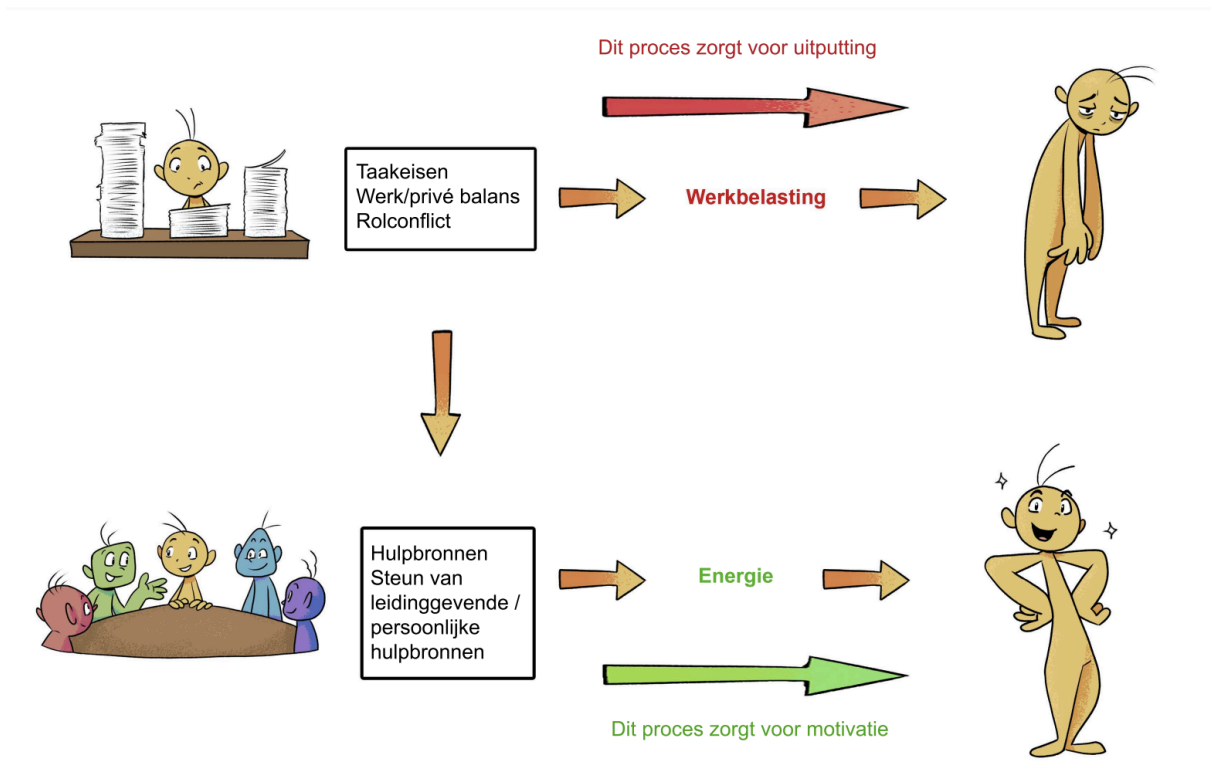 Dit proces zorgt voor uitputting
Taakeisen
Werk/privé balans
Rolconflict
Werkbelasting
Hulpbronnen
Steun van
leidinggevende /
persoonlijke
hulpbronnen
Energie
Dit proces zorgt voor motivatie